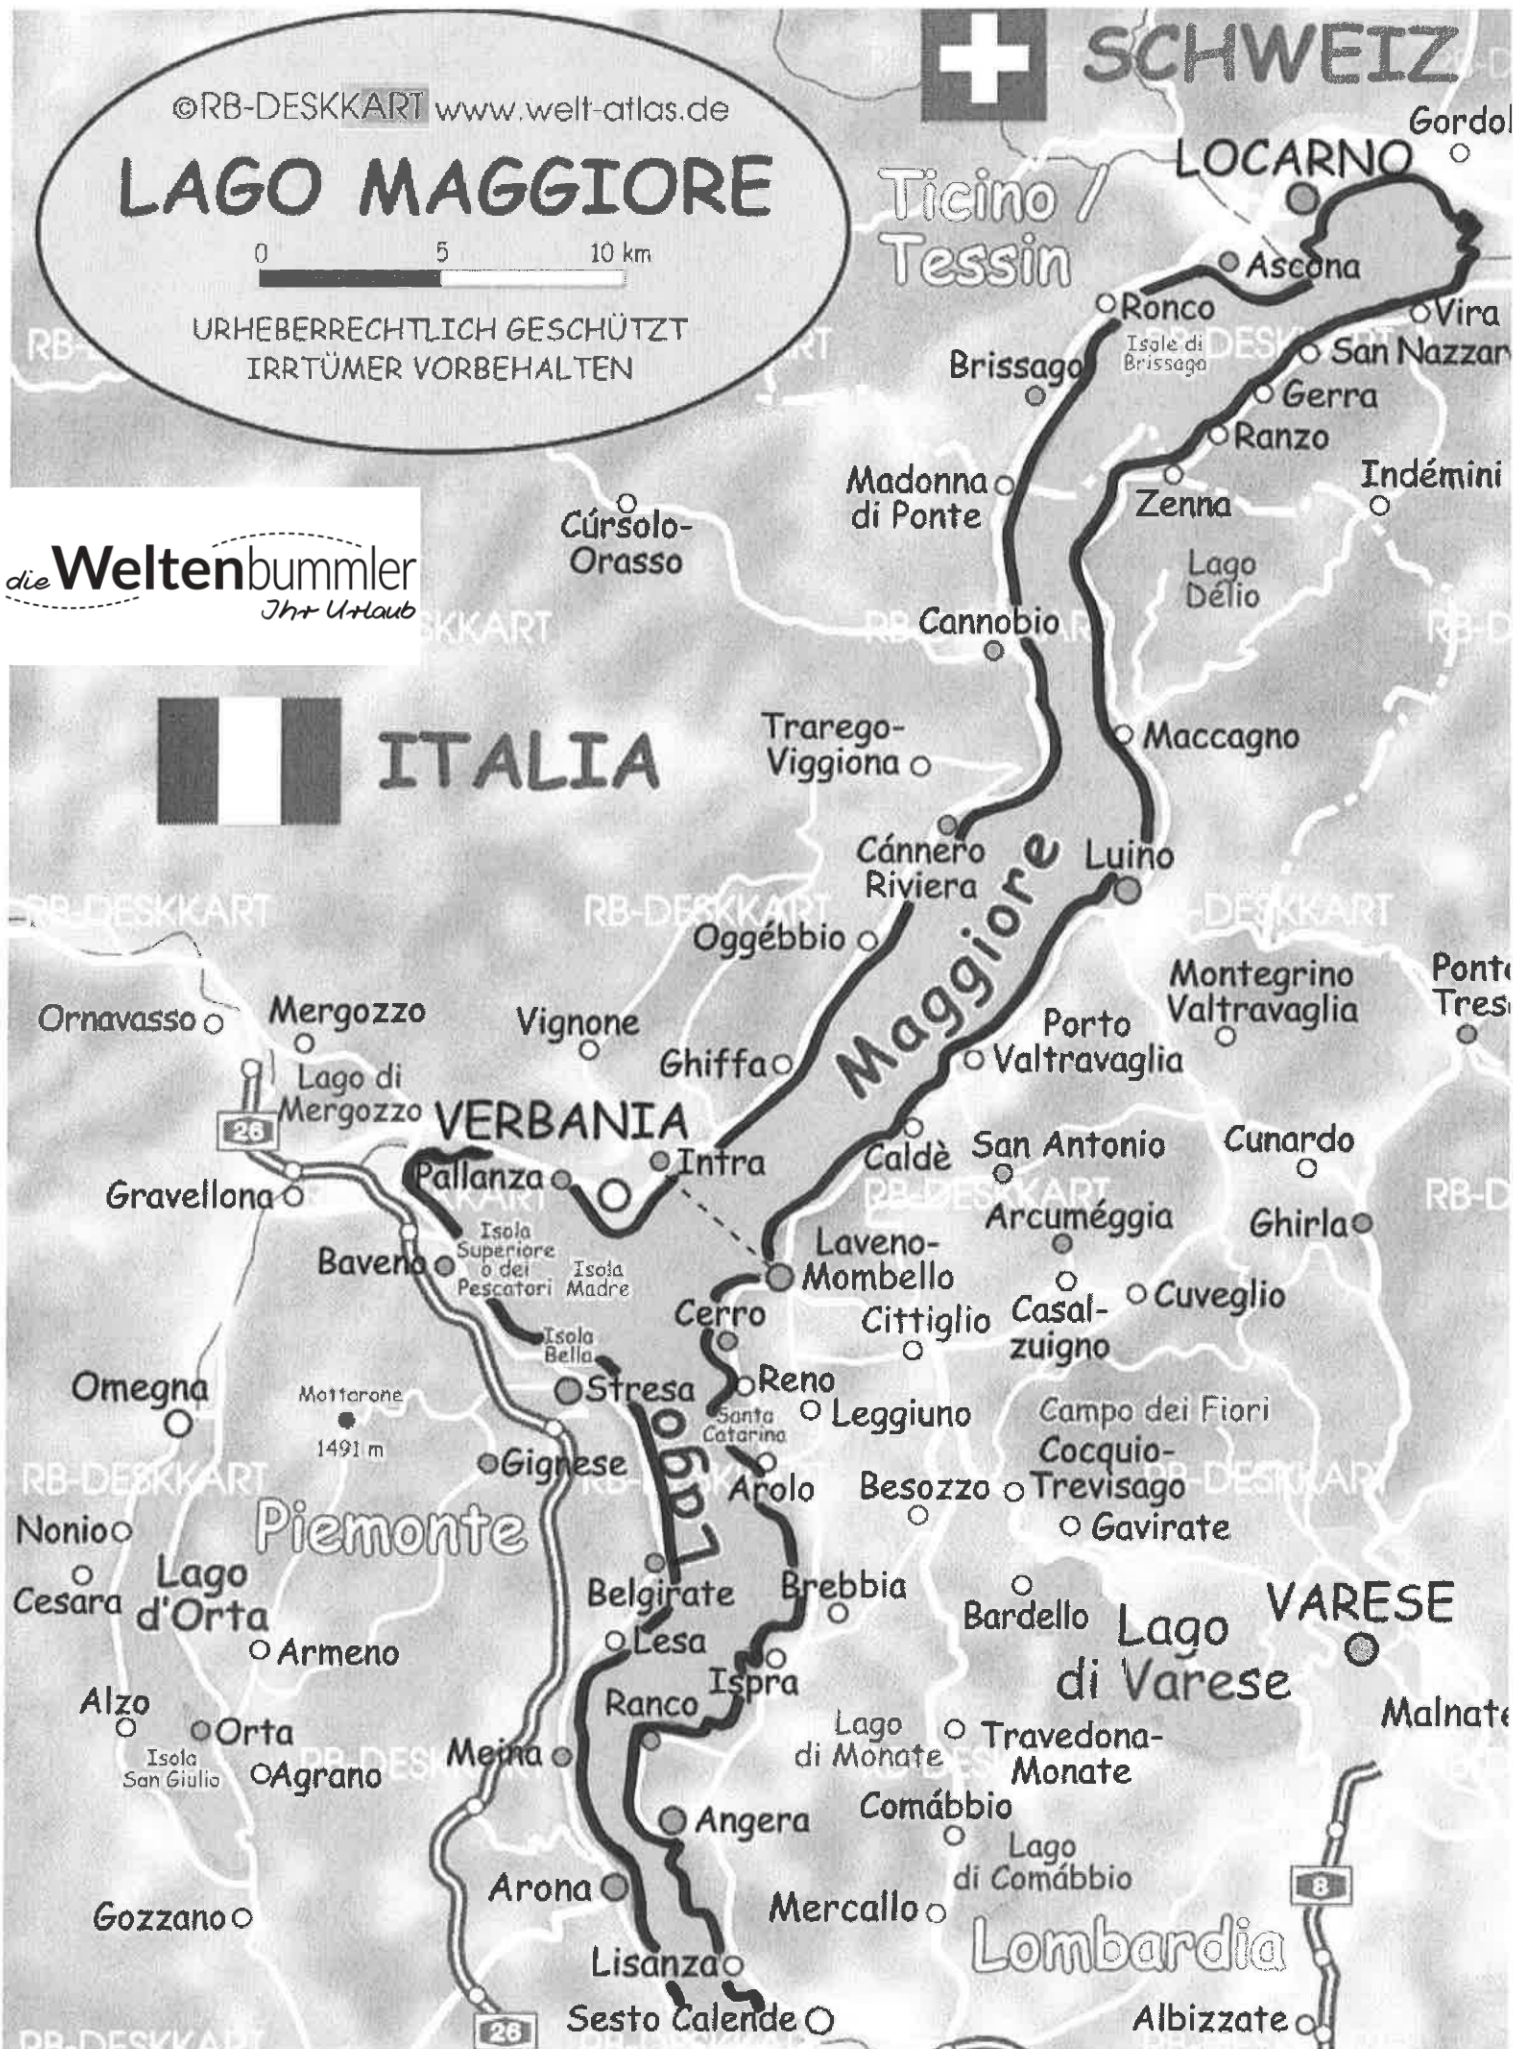 ©RB-DESKKART www.welt-atlas.de
LAGO MAGGIORE
0 5 10 km
URHEBERRECHTLICH GESCHÜTZT
IRRTÜMER VORBEHALTEN
SCHWEIZ
Gordol
LOCARNO
Ticino /
Tessin
Ascona
Ronco
Vira
Isole di
Brissago
San Nazzar
Brissago
Gerra
Ranzo
Madonna
di Ponte
Indémini
Zenna
Cúrsolo-
Orasso
die Weltenbummler
Ihr Urlaub
Lago
Délio
Cannobio
ITALIA
Trarego-
Viggiona
Maccagno
Cánnero
Riviera
Luino
Lago Maggiore
Oggébbio
Montegrino
Valtravaglia
Ponte
Tres
Ornavasso
Mergozzo
Vignone
Porto
Valtravaglia
Ghiffa
Lago di
Mergozzo
26
VERBANIA
Caldè
San Antonio
Cunardo
Intra
Pallanza
Gravellona
Arcuméggia
Ghirla
Isola
Superiore
o dei
Pescatori
Isola
Madre
Baveno
Laveno-
Mombello
Cuveglio
Cerro
Cittiglio
Casal-
zuigno
Isola
Bella
Omegna
Mottarone
1491 m
Stresa
Reno
Leggiuno
Santa
Catarina
Campo dei Fiori
Gignese
Arolo
Besozzo
Cocquio-
Trevisago
Gavirate
Piemonte
Nonio
Cesara
Lago
d'Orta
Belgirate
Brebbia
Bardello
Lago
di Varese
VARESE
Armeno
Lesa
Ispra
Alzo
Orta
Ranco
Malnate
Isola
San Giulio
Agrano
Meina
Lago
di Monate
Travedona-
Monate
Angera
Comábbio
Lago
di Comábbio
Arona
8
Gozzano
Mercallo
Lombardia
Lisanza
26
Sesto Calende
Albizzate
RB-DESKKART